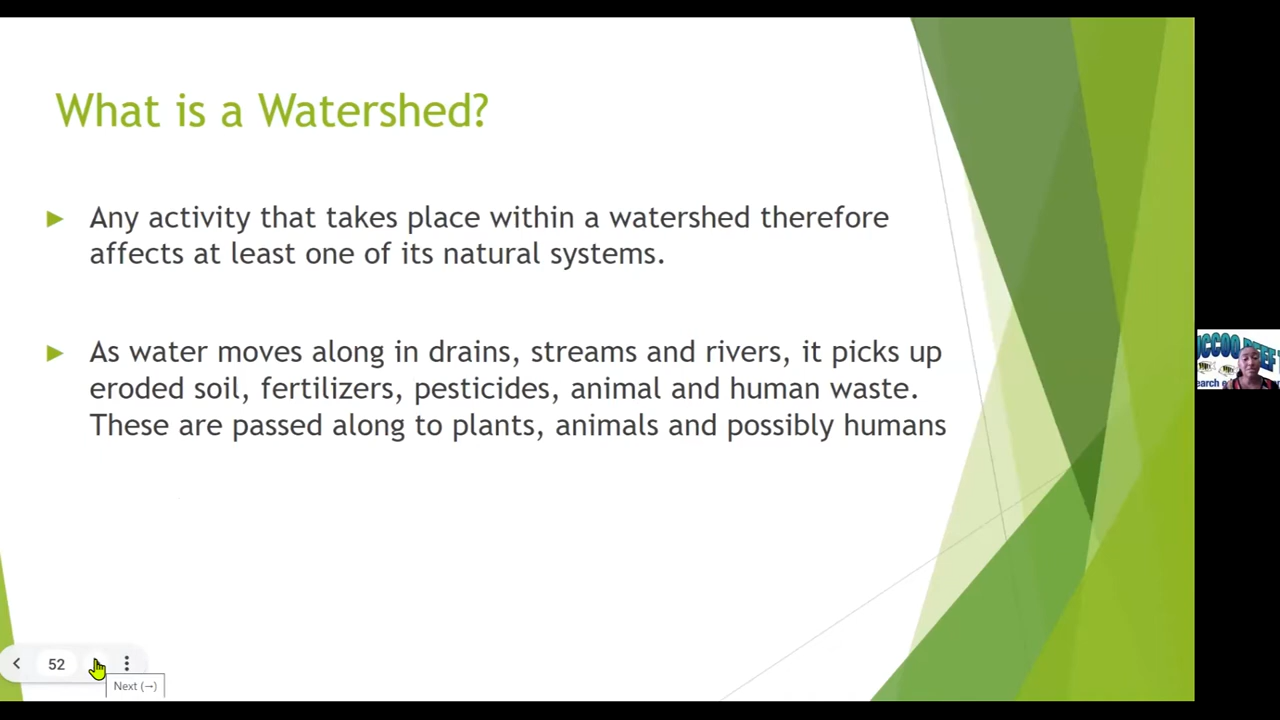 What is a Watershed?
Any activity that takes place within a watershed therefore
affects at least one of its natural systems.
As water moves along in drains, streams and rivers, it picks up
eroded soil, fertilizers, pesticides, animal and human waste.
These are passed along to plants, animals and possibly humans
52
Next (→)